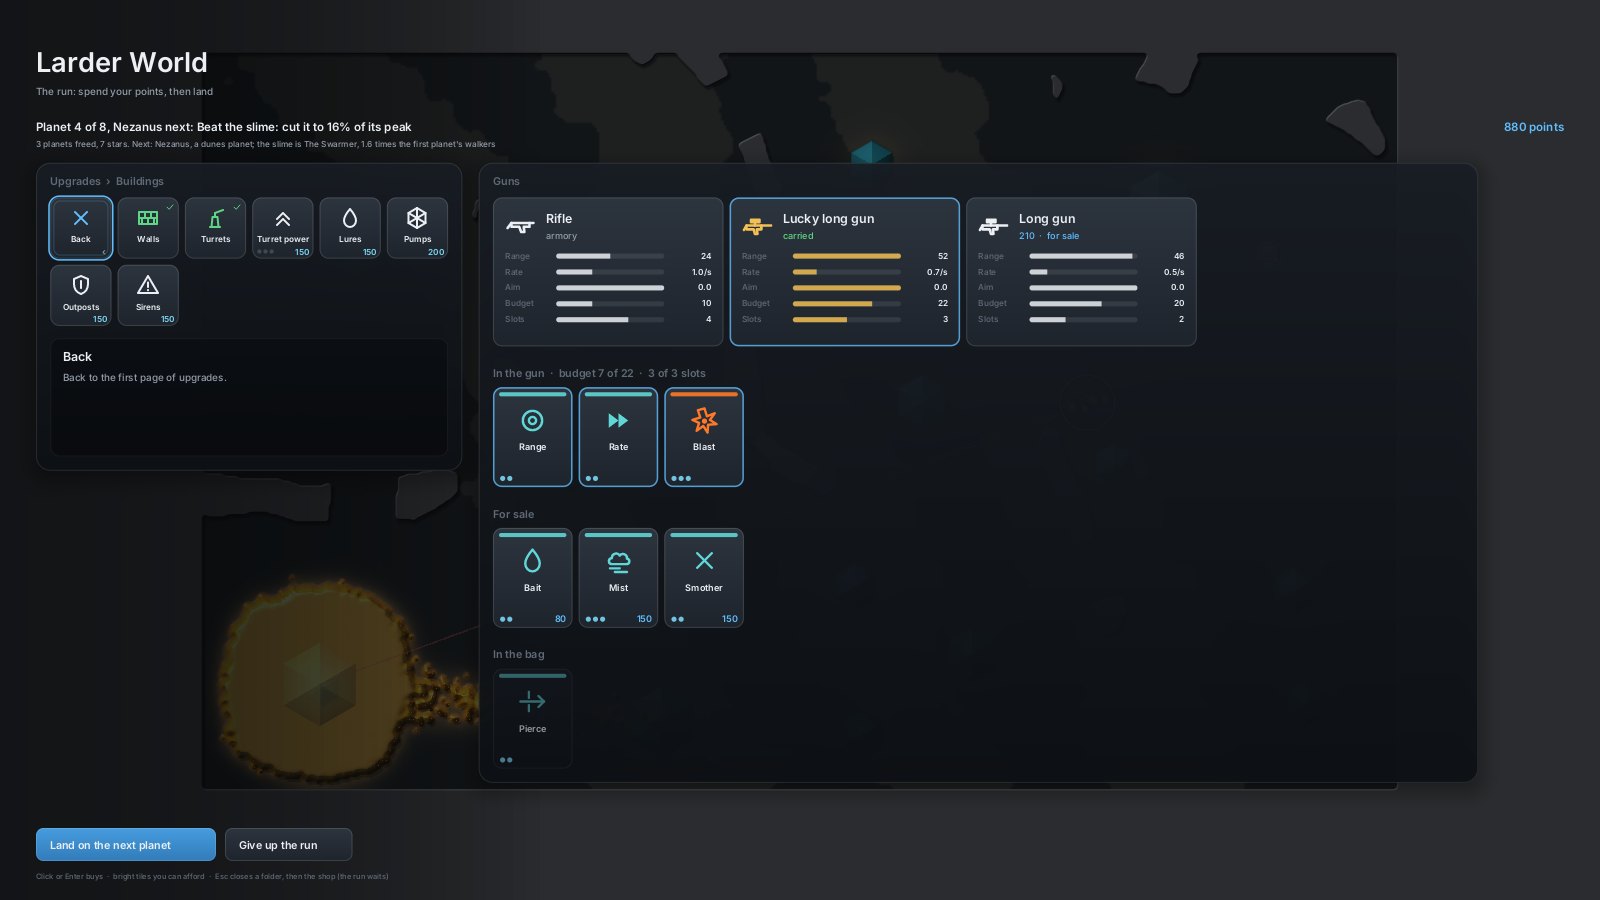 Larder World
The run: spend your points, then land
Planet 4 of 8, Nezanus next: Beat the slime: cut it to 16% of its peak
880 points
3 planets freed, 7 stars. Next: Nezanus, a dunes planet; the slime is The Swarmer, 1.6 times the first planet's walkers
Upgrades › Buildings
Back
Walls
Turrets
Turret power
150
Lures
150
Pumps
200
Outposts
150
Sirens
150
Back
Back to the first page of upgrades.
Guns
Rifle
armory
Range 24
Rate 1.0/s
Aim 0.0
Budget 10
Slots 4
Lucky long gun
carried
Range 52
Rate 0.7/s
Aim 0.0
Budget 22
Slots 3
Long gun
210 · for sale
Range 46
Rate 0.5/s
Aim 0.0
Budget 20
Slots 2
In the gun · budget 7 of 22 · 3 of 3 slots
Range
Rate
Blast
For sale
Bait
80
Mist
150
Smother
150
In the bag
Pierce
Land on the next planet
Give up the run
Click or Enter buys · bright tiles you can afford · Esc closes a folder, then the shop (the run waits)